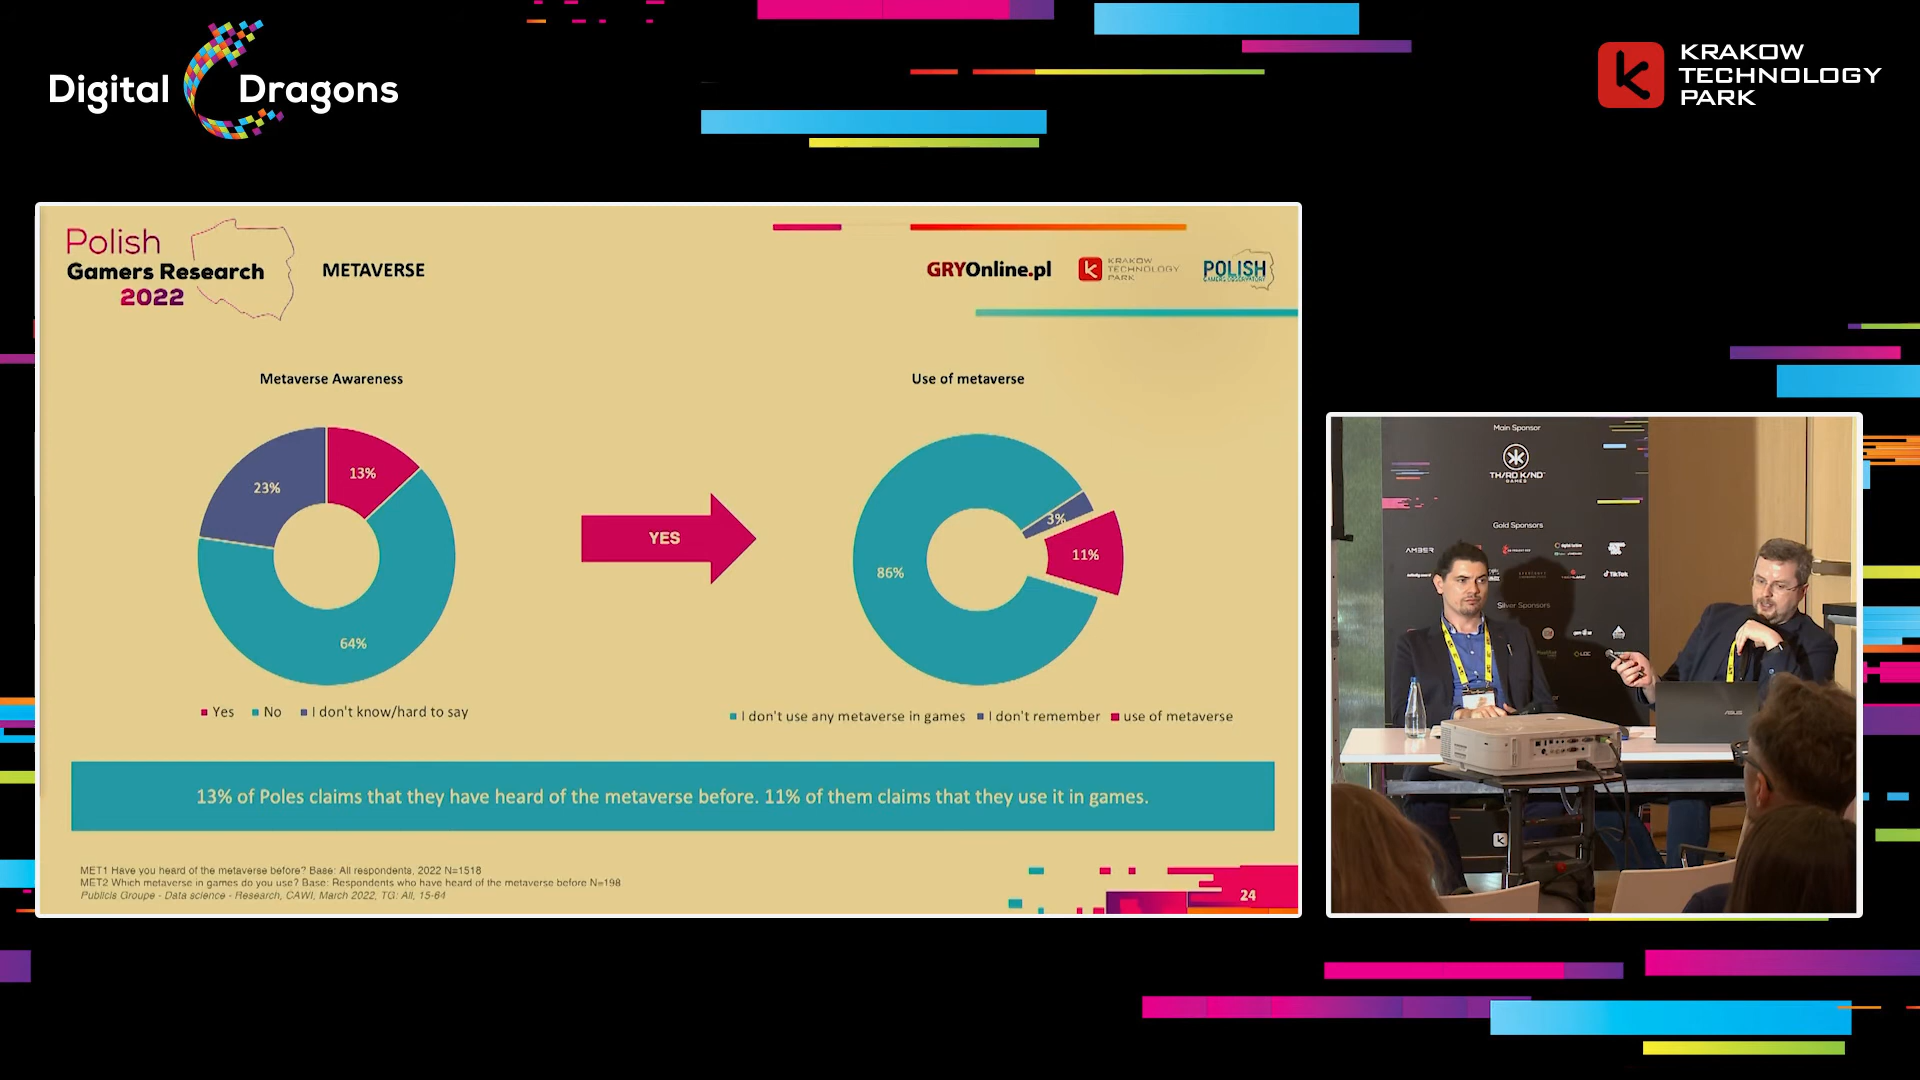 Digital Dragons
KRAKOW
TECHNOLOGY
PARK
Polish
Gamers Research
2022
METAVERSE
GRYOnline.pl
KRAKOW
TECHNOLOGY
PARK
POLISH
GAMERS OBSERVATORY
Metaverse Awareness
Use of metaverse
13%
23%
64%
YES
3%
11%
86%
Yes No I don't know/hard to say
I don't use any metaverse in games I don't remember use of metaverse
13% of Poles claims that they have heard of the metaverse before. 11% of them claims that they use it in games.
MET1 Have you heard of the metaverse before? Base: All respondents, 2022 N=1518
MET2 Which metaverse in games do you use? Base: Respondents who have heard of the metaverse before N=198
Publicis Groupe - Data science - Research, CAWI, March 2022, TG: All, 15-64
24
Main Sponsor
TH/RD K/ND
GAMES
Gold Sponsors
AMBER
TikTok
Silver Sponsors
LOC
ASUS